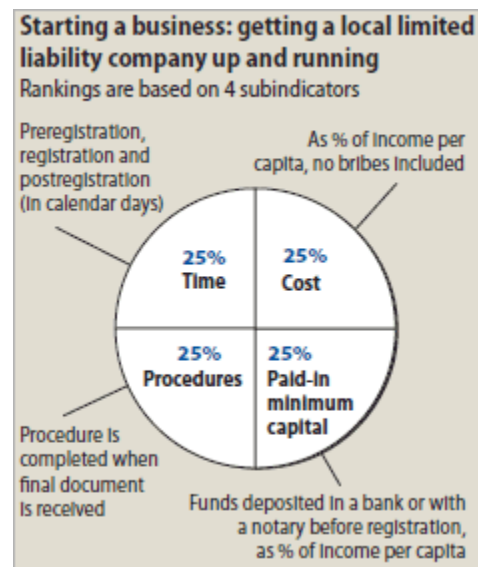 Starting a business: getting a local limited
liability company up and running
Rankings are based on 4 subindicators
Preregistration,
registration and
postregistration
(in calendar days)
As % of income per
capita, no bribes included
25%
Time
25%
Cost
25%
Procedures
25%
Paid-in
minimum
capital
Procedure is
completed when
final document
is received
Funds deposited in a bank or with
a notary before registration,
as % of income per capita